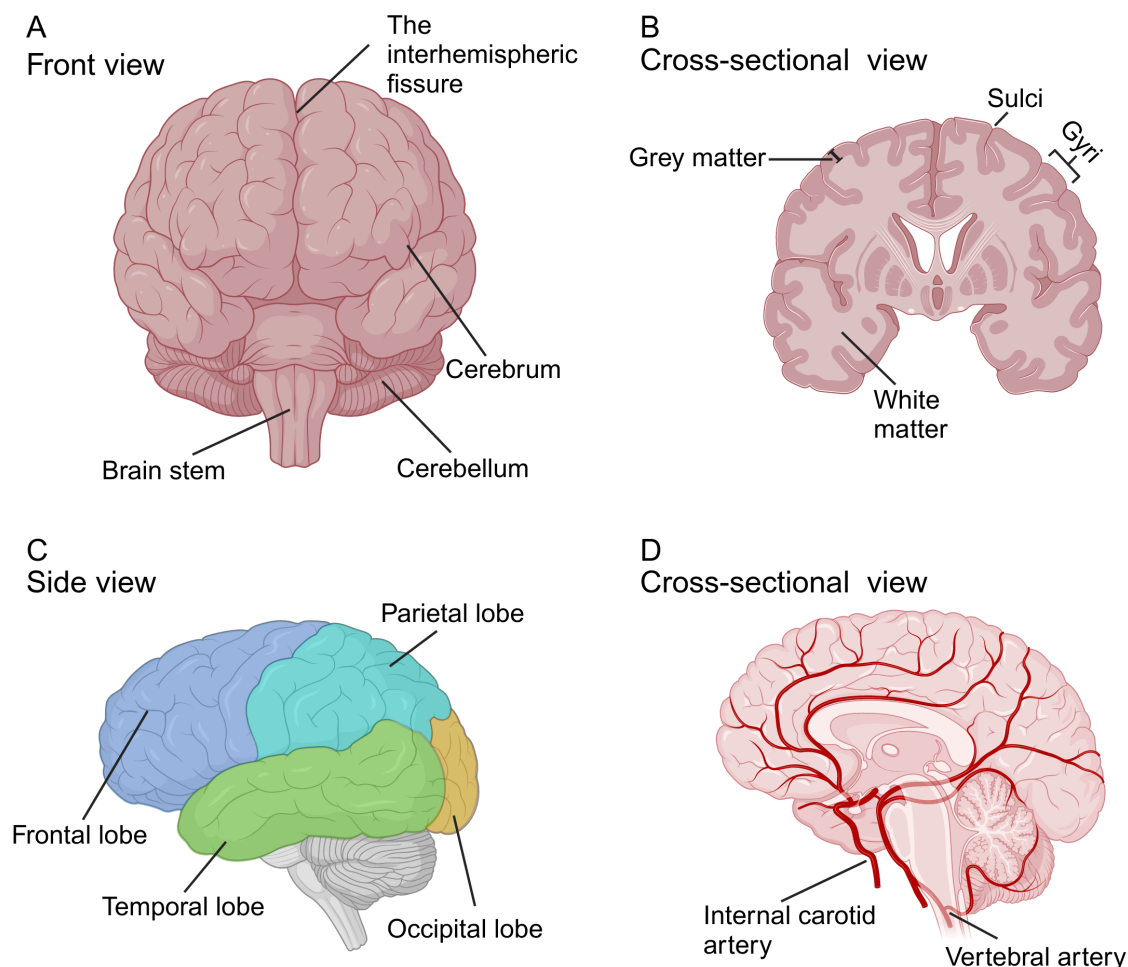 A
Front view
The
interhemispheric
fissure
Cerebrum
Cerebellum
Brain stem
B
Cross-sectional view
Sulci
Gyri
Grey matter
White
matter
C
Side view
Parietal lobe
Frontal lobe
Temporal lobe
Occipital lobe
D
Cross-sectional view
Internal carotid
artery
Vertebral artery